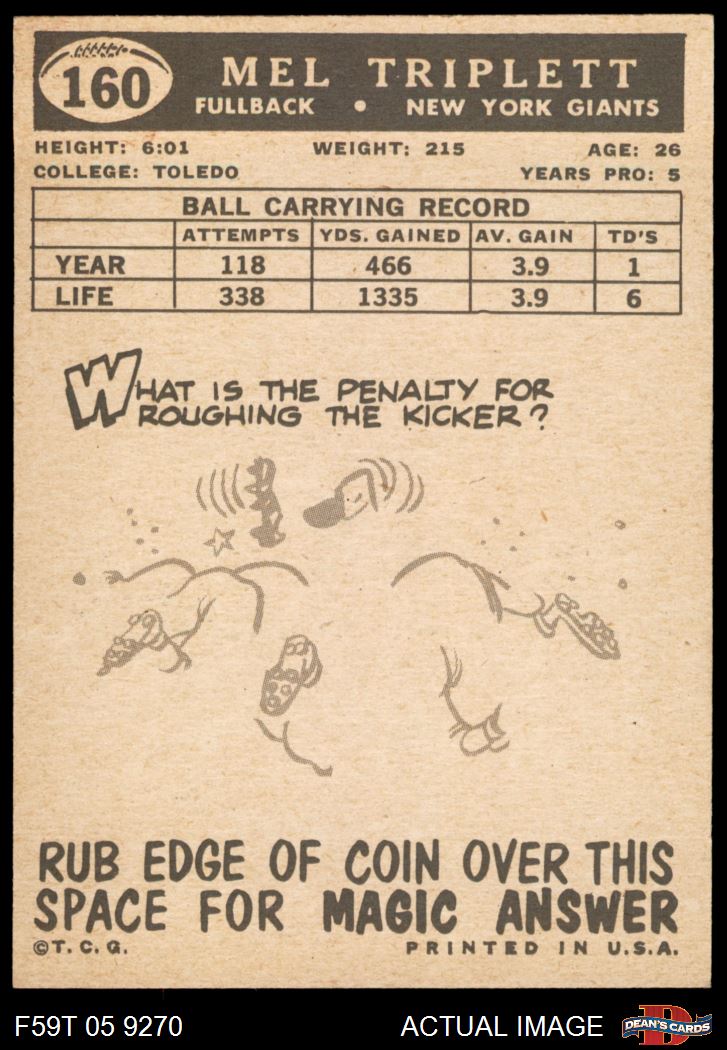 160
MEL TRIPLETT
FULLBACK • NEW YORK GIANTS
HEIGHT: 6:01 WEIGHT: 215 AGE: 26
COLLEGE: TOLEDO YEARS PRO: 5
BALL CARRYING RECORD
ATTEMPTS YDS. GAINED AV. GAIN TD'S
YEAR 118 466 3.9 1
LIFE 338 1335 3.9 6
WHAT IS THE PENALTY FOR
ROUGHING THE KICKER?
RUB EDGE OF COIN OVER THIS
SPACE FOR MAGIC ANSWER
©T. C. G. PRINTED IN U.S.A.
F59T 05 9270 ACTUAL IMAGE D DEAN'S CARDS